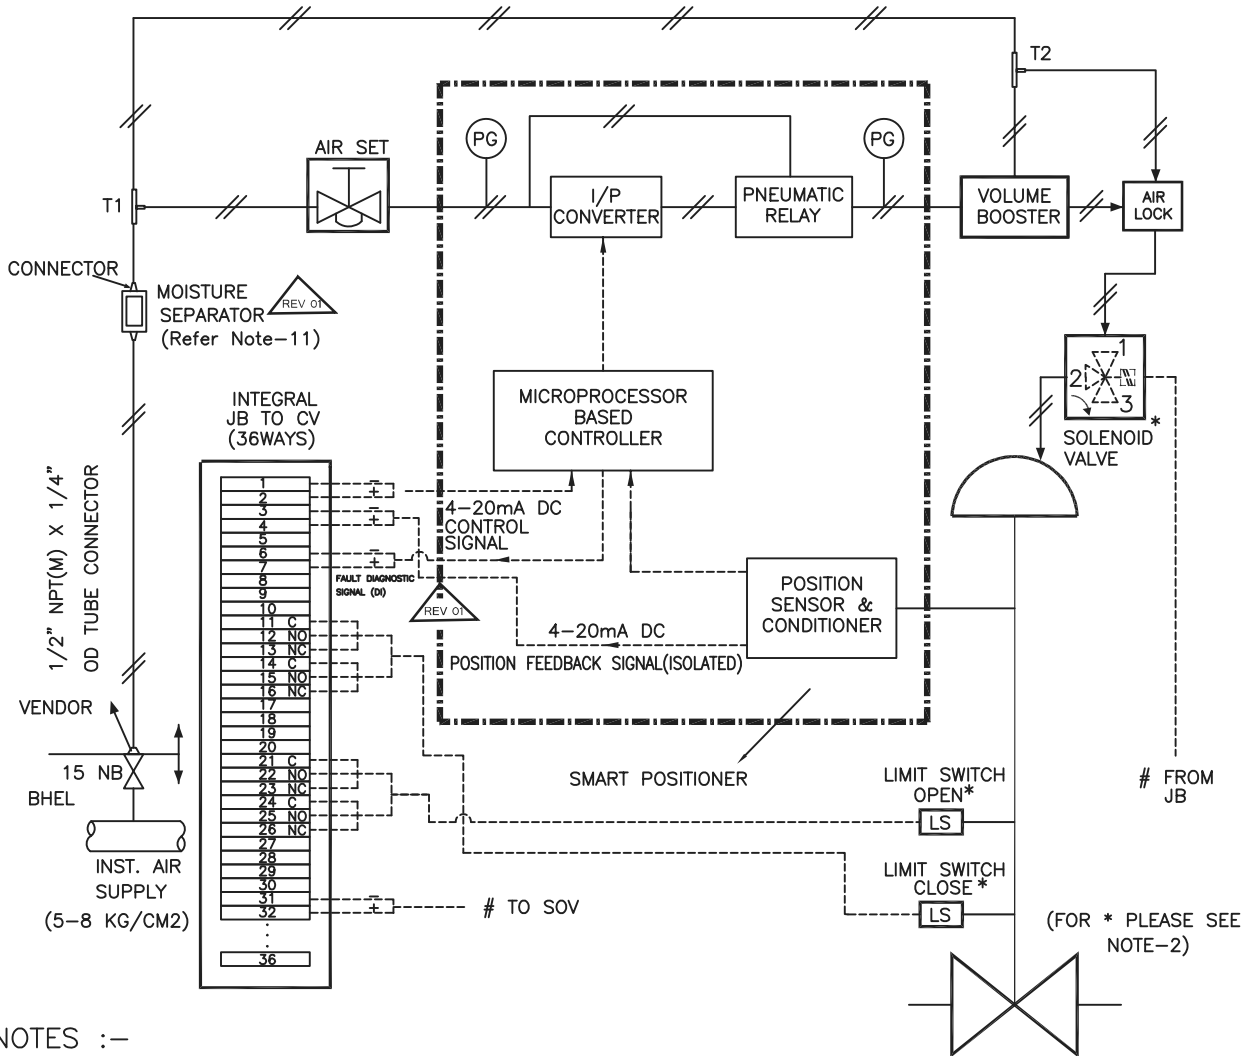 T2
AIR SET
PG
PG
T1
I/P
CONVERTER
PNEUMATIC
RELAY
VOLUME
BOOSTER
AIR
LOCK
CONNECTOR
MOISTURE
SEPARATOR
(Refer Note-11)
REV 01
1
2
3
SOLENOID*
VALVE
INTEGRAL
JB TO CV
(36WAYS)
MICROPROCESSOR
BASED
CONTROLLER
1/2" NPT(M) X 1/4"
OD TUBE CONNECTOR
1
2
3
4
5
6
7
8
9
10
11 C
12 NO
13 NC
14 C
15 NO
16 NC
17
18
19
20
21 C
22 NO
23 NC
24 C
25 NO
26 NC
27
28
29
30
31
32
36
-
+
-
+
-
+
-
+
4-20mA DC
CONTROL
SIGNAL
FAULT DIAGNOSTIC
SIGNAL (DI)
REV 01
POSITION
SENSOR &
CONDITIONER
4-20mA DC
POSITION FEEDBACK SIGNAL(ISOLATED)
SMART POSITIONER
VENDOR
15 NB
BHEL
INST. AIR
SUPPLY
(5-8 KG/CM2)
LIMIT SWITCH
OPEN*
LS
# FROM
JB
LIMIT SWITCH
CLOSE*
LS
# TO SOV
(FOR * PLEASE SEE
NOTE-2)
NOTES :-